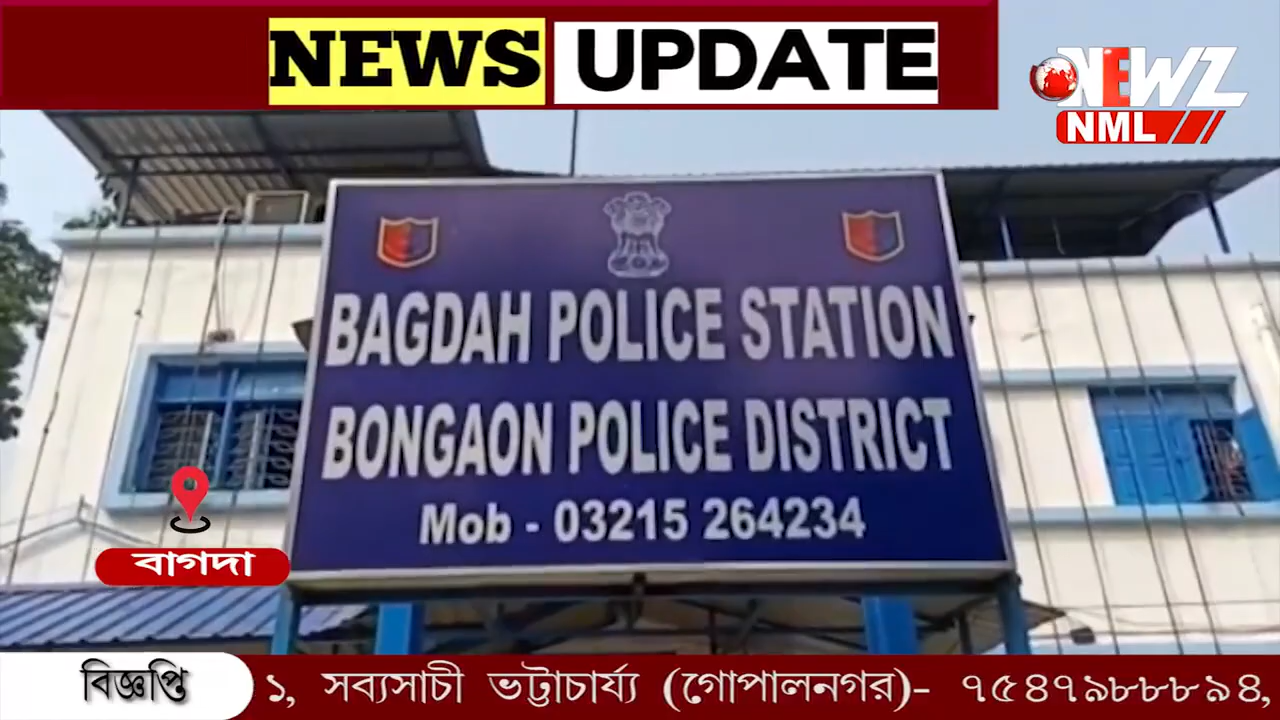 NEWS UPDATE
NEWZ
NML
BAGDAH POLICE STATION
BONGAON POLICE DISTRICT
Mob - 03215 264234
বাগদা
বিজ্ঞপ্তি
১, সব্যসাচী ভট্টাচার্য্য (গোপালনগর)- ৭৫৪৭৯৮৮৮৯৪,